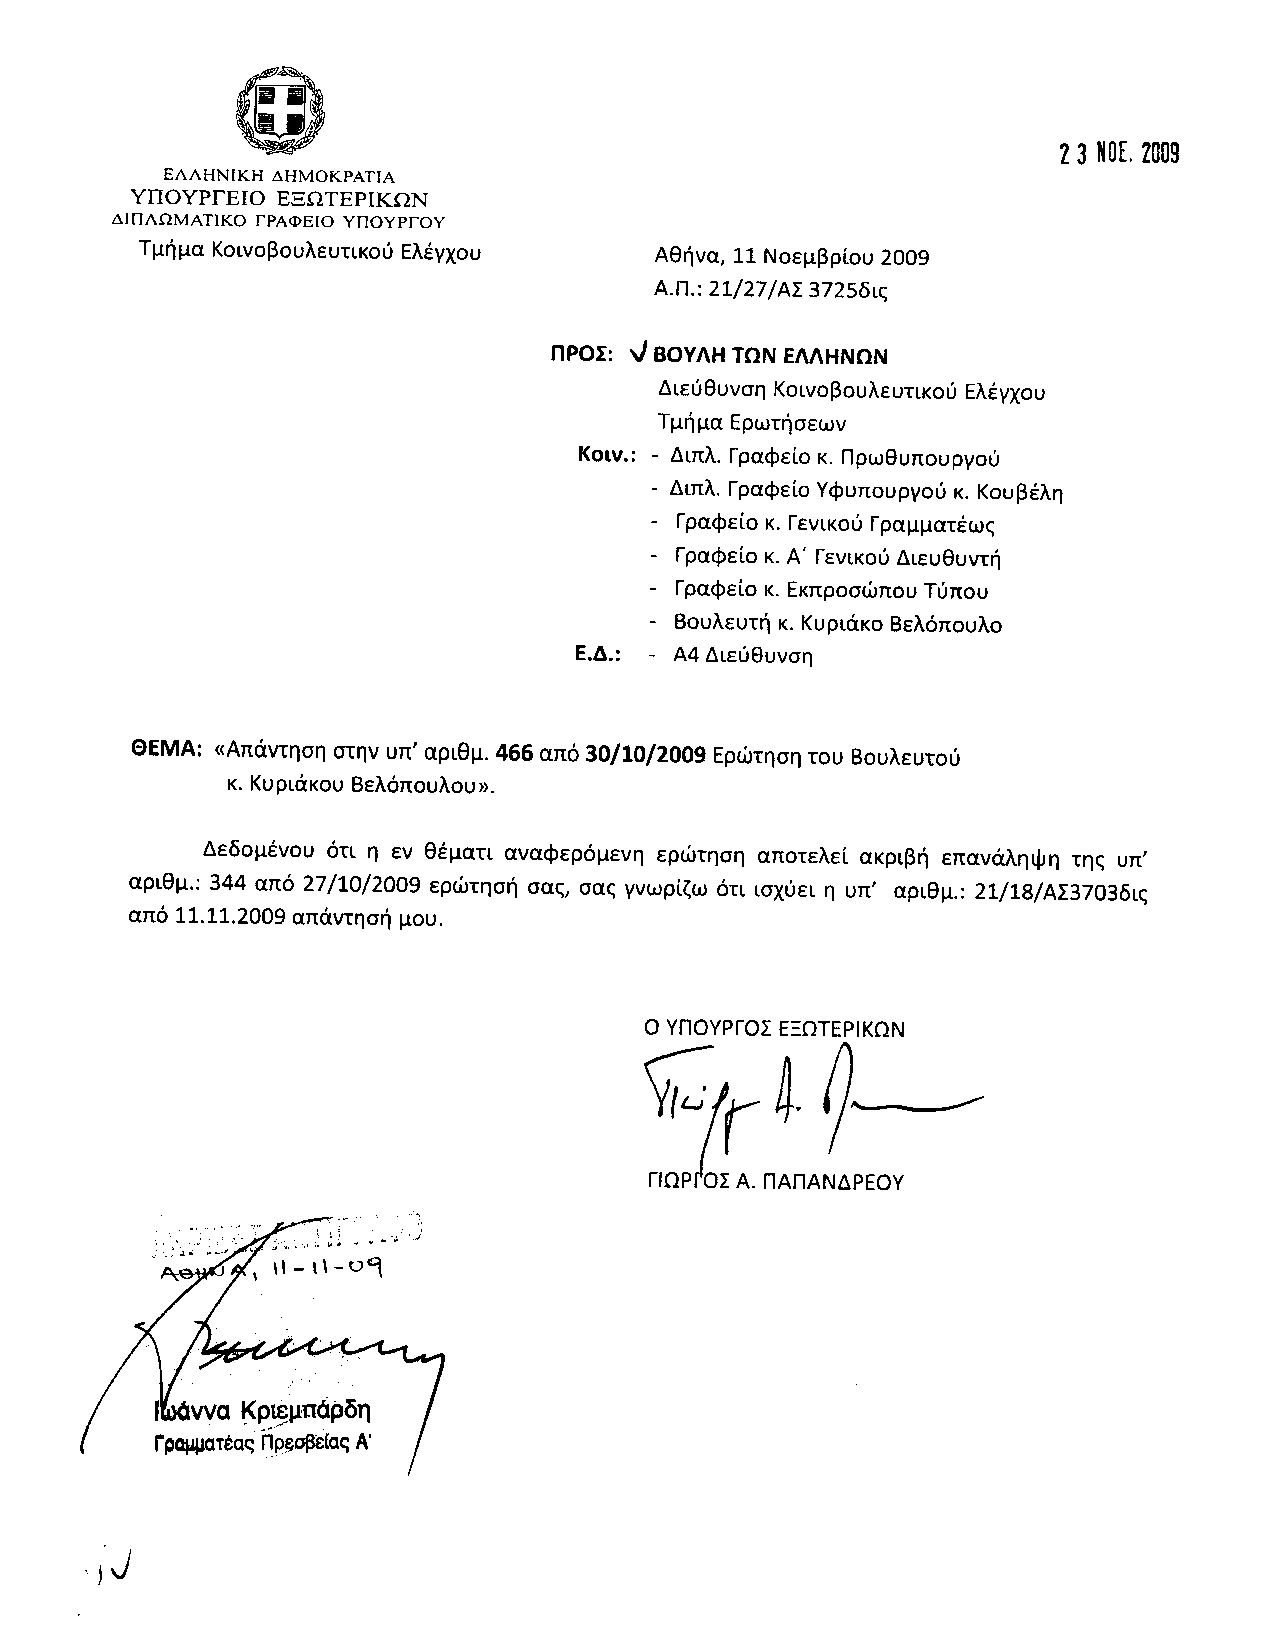 23 ΝΟΕ. 2009
ΕΛΛΗΝΙΚΗ ΔΗΜΟΚΡΑΤΙΑ
ΥΠΟΥΡΓΕΙΟ ΕΞΩΤΕΡΙΚΩΝ
ΔΙΠΛΩΜΑΤΙΚΟ ΓΡΑΦΕΙΟ ΥΠΟΥΡΓΟΥ
Τμήμα Κοινοβουλευτικού Ελέγχου
Αθήνα, 11 Νοεμβρίου 2009
Α.Π.: 21/27/ΑΣ 3725δις
ΠΡΟΣ: √ ΒΟΥΛΗ ΤΩΝ ΕΛΛΗΝΩΝ
Διεύθυνση Κοινοβουλευτικού Ελέγχου
Τμήμα Ερωτήσεων
Κοιν.: - Διπλ. Γραφείο κ. Πρωθυπουργού
- Διπλ. Γραφείο Υφυπουργού κ. Κουβέλη
- Γραφείο κ. Γενικού Γραμματέως
- Γραφείο κ. Α΄ Γενικού Διευθυντή
- Γραφείο κ. Εκπροσώπου Τύπου
- Βουλευτή κ. Κυριάκο Βελόπουλο
Ε.Δ.: - Α4 Διεύθυνση
ΘΕΜΑ: «Απάντηση στην υπ’ αριθμ. 466 από 30/10/2009 Ερώτηση του Βουλευτού
κ. Κυριάκου Βελόπουλου».
Δεδομένου ότι η εν θέματι αναφερόμενη ερώτηση αποτελεί ακριβή επανάληψη της υπ’
αριθμ.: 344 από 27/10/2009 ερώτησή σας, σας γνωρίζω ότι ισχύει η υπ’ αριθμ.: 21/18/ΑΣ3703δις
από 11.11.2009 απάντησή μου.
Ο ΥΠΟΥΡΓΟΣ ΕΞΩΤΕΡΙΚΩΝ
ΓΙΩΡΓΟΣ Α. ΠΑΠΑΝΔΡΕΟΥ
Αθήνα, 11-11-09
Ιωάννα Κριεμπάρδη
Γραμματέας Πρεσβείας Α'